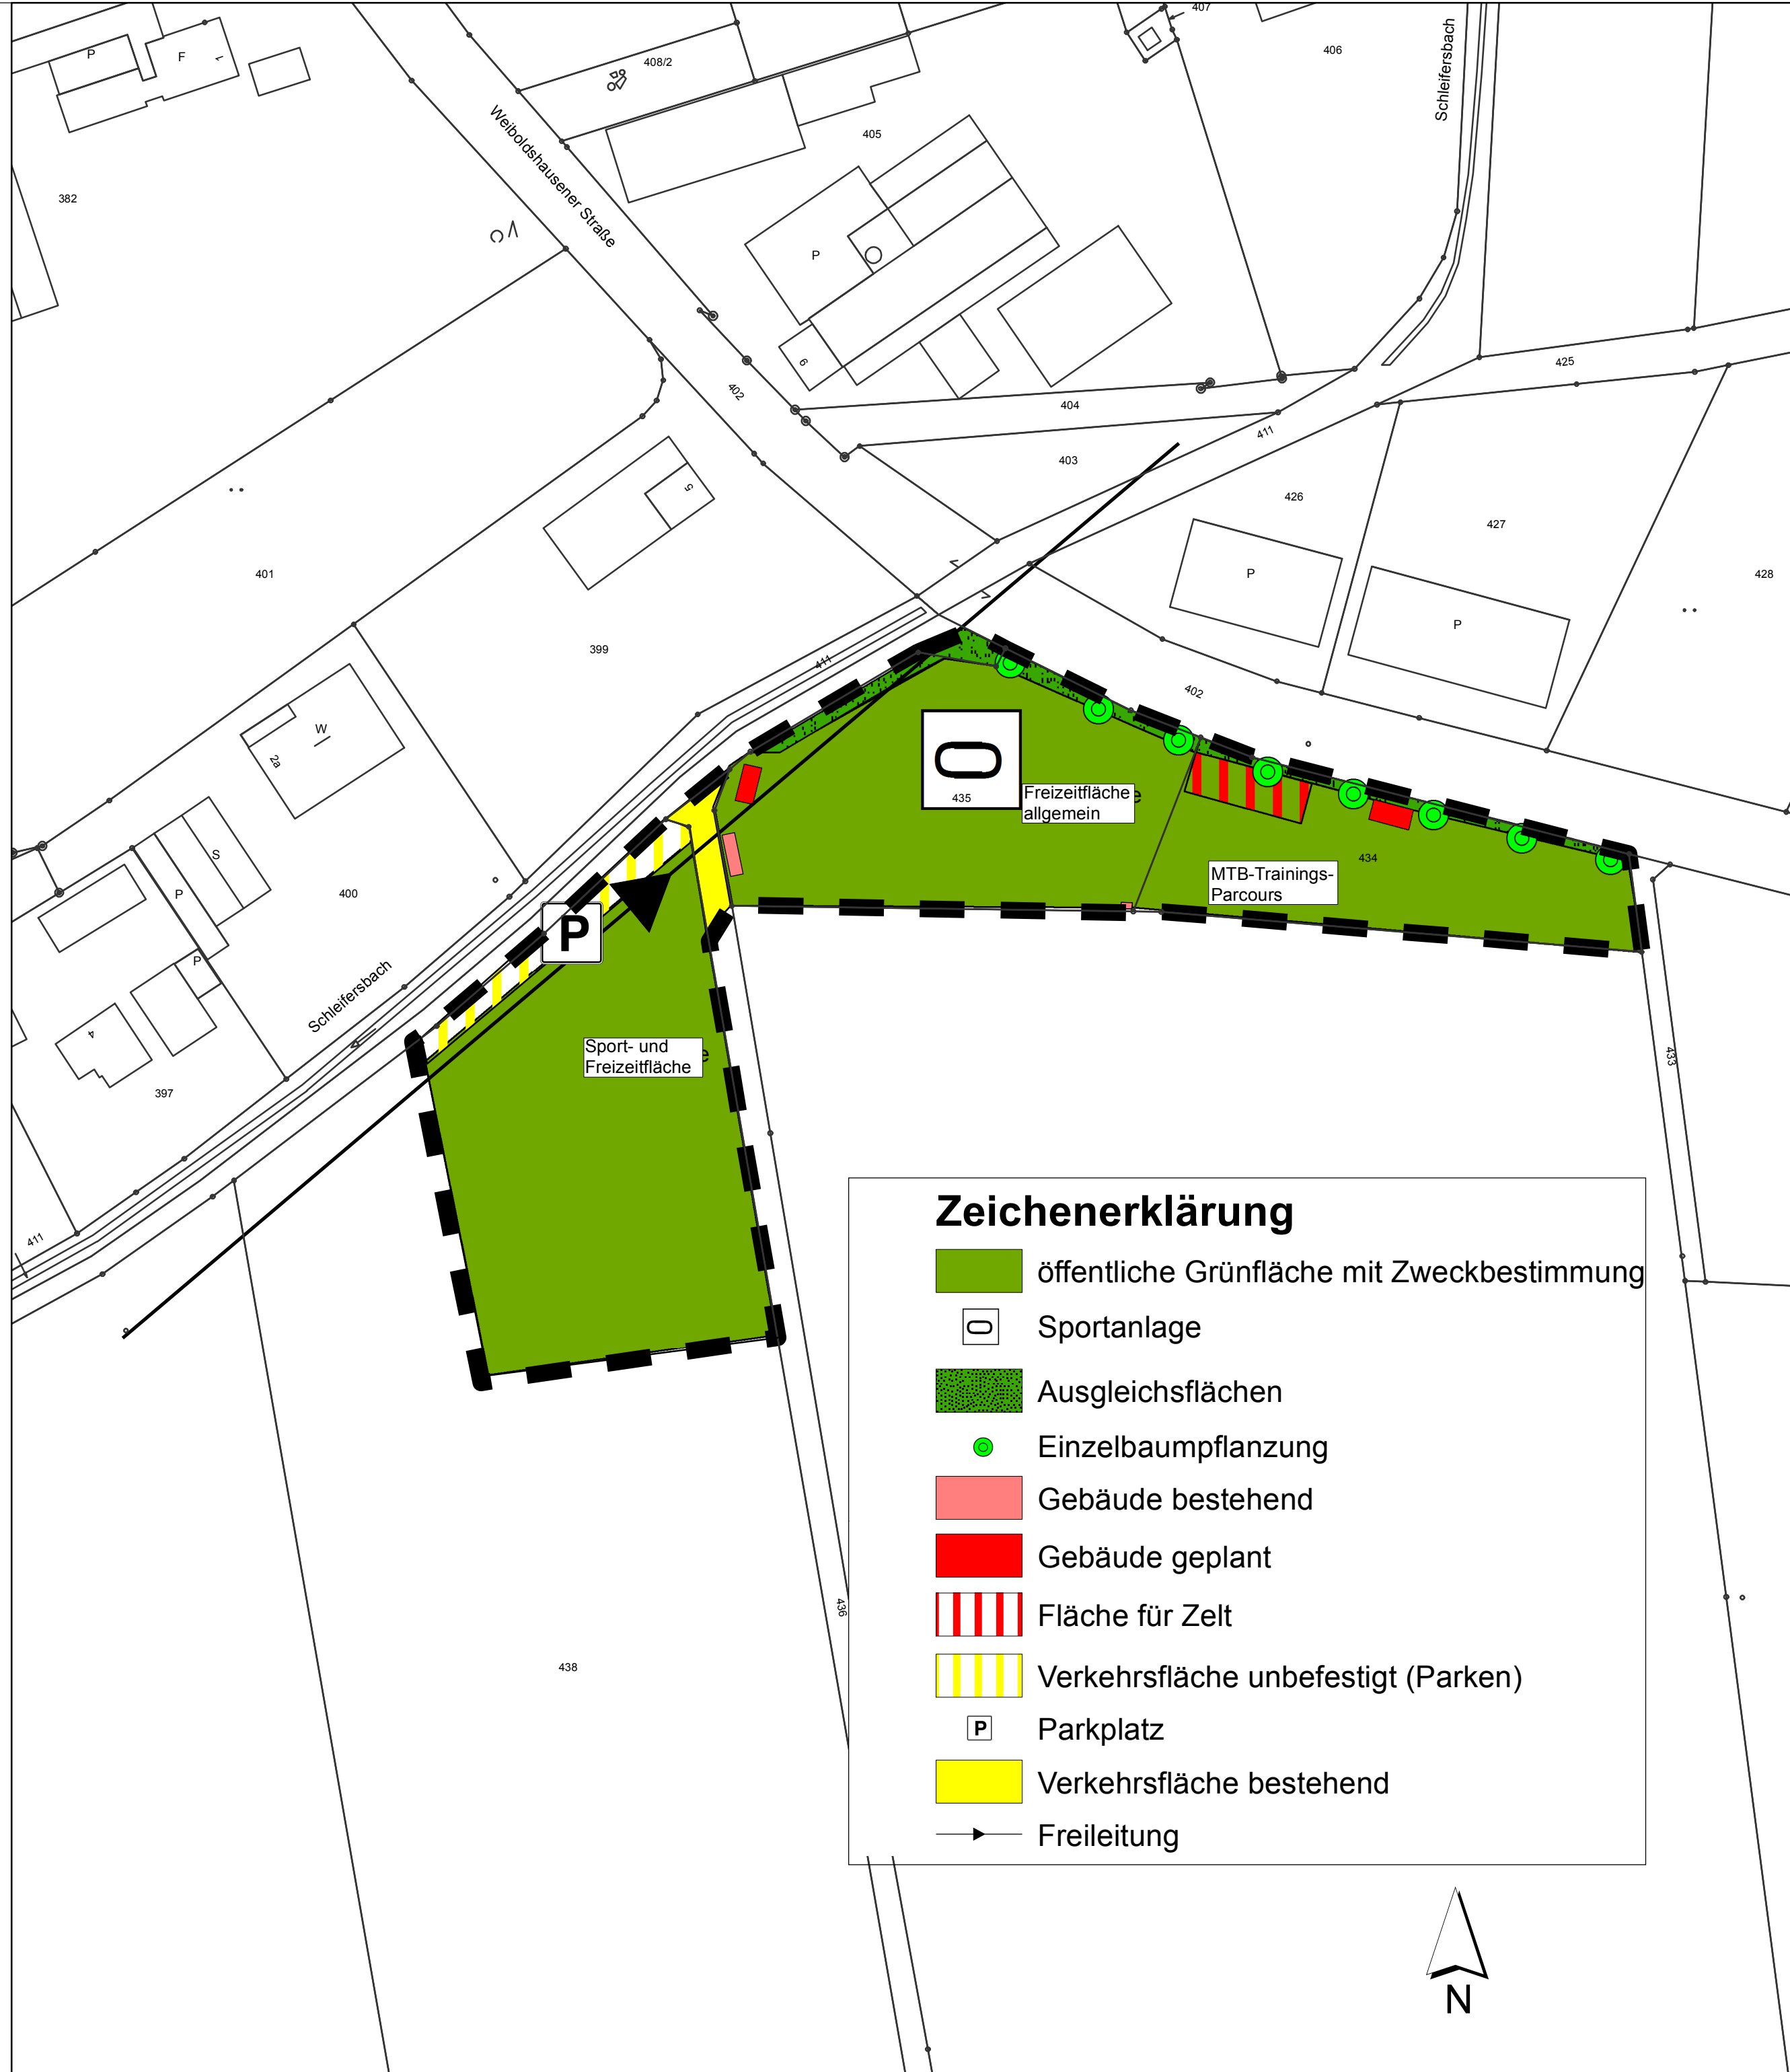 407
406
P
F
1
408/2
Schleifersbach
405
Weiboldshausener Straße
382
P
6
402
404
425
411
403
5
426
427
401
P
428
P
399
411
402
W
2a
435
Freizeitfläche
allgemein
e
S
434
P
400
MTB-Trainings-
Parcours
P
P
Schleifersbach
4
Sport- und
Freizeitfläche
e
433
397
411
Zeichenerklärung
öffentliche Grünfläche mit Zweckbestimmung
Sportanlage
Ausgleichsflächen
Einzelbaumpflanzung
Gebäude bestehend
Gebäude geplant
Fläche für Zelt
436
Verkehrsfläche unbefestigt (Parken)
438
P Parkplatz
Verkehrsfläche bestehend
Freileitung
N